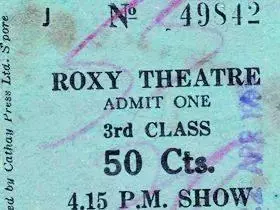 J Nº 49842
ROXY THEATRE
ADMIT ONE
3rd CLASS
50 Cts.
4.15 P.M. SHOW
ed by Cathay Press Ltd. S'pore